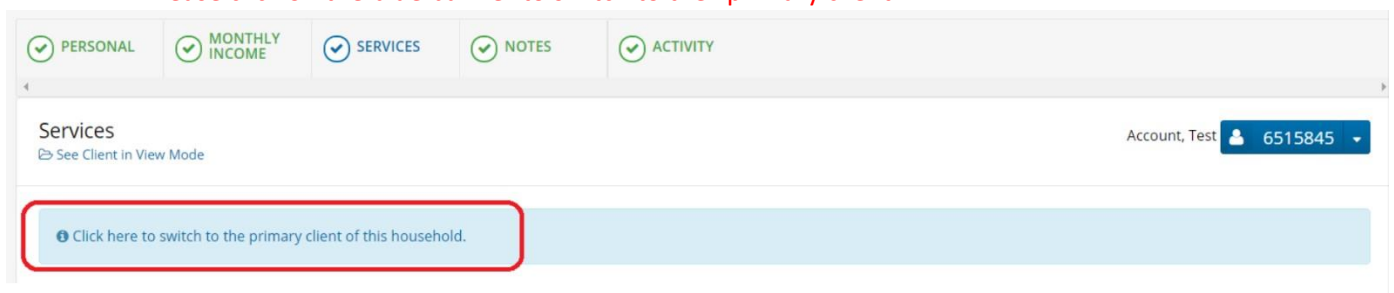 PERSONAL
MONTHLY
INCOME
SERVICES
NOTES
ACTIVITY
Services
Account, Test 6515845
See Client in View Mode
Click here to switch to the primary client of this household.